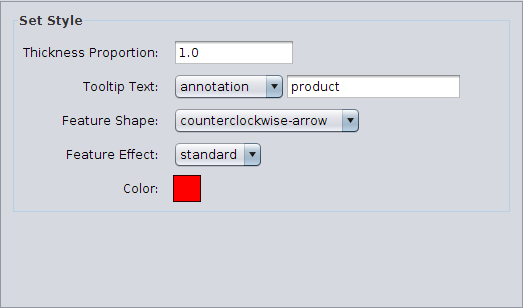 Set Style
Thickness Proportion: 1.0
Tooltip Text: annotation product
Feature Shape: counterclockwise-arrow
Feature Effect: standard
Color: